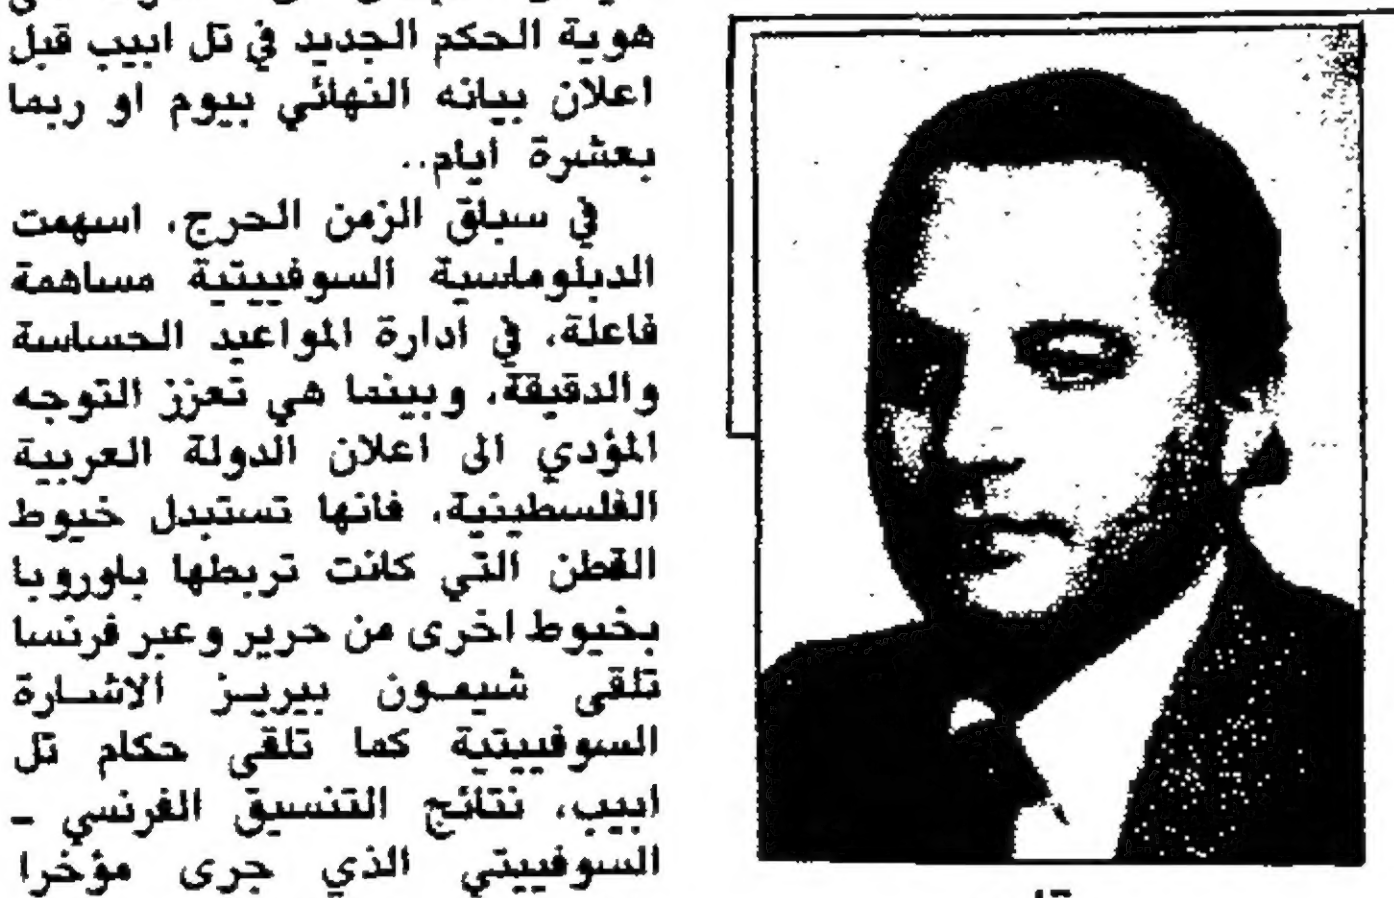 هوية الحكم الجديد في تل ابيب قبل
اعلان بيانه النهائي بيوم او ربما
بعشرة أيام..
في سباق الزمن الحرج، اسهمت
الدبلوماسية السوفييتية مساهمة
فاعلة، في ادارة المواعيد الحساسة
والدقيقة، وبينما هي تعزز التوجه
المؤدي الى اعلان الدولة العربية
الفلسطينية، فانها تستبدل خيوط
القطن التي كانت تربطها باوروبا
بخيوط اخرى من حرير وعبر فرنسا
تلقى شيمون بيريز الاشارة
السوفييتية كما تلقى حكام تل
ابيب، نتائج التنسيق الفرنسي -
السوفييتي الذي جرى مؤخرا